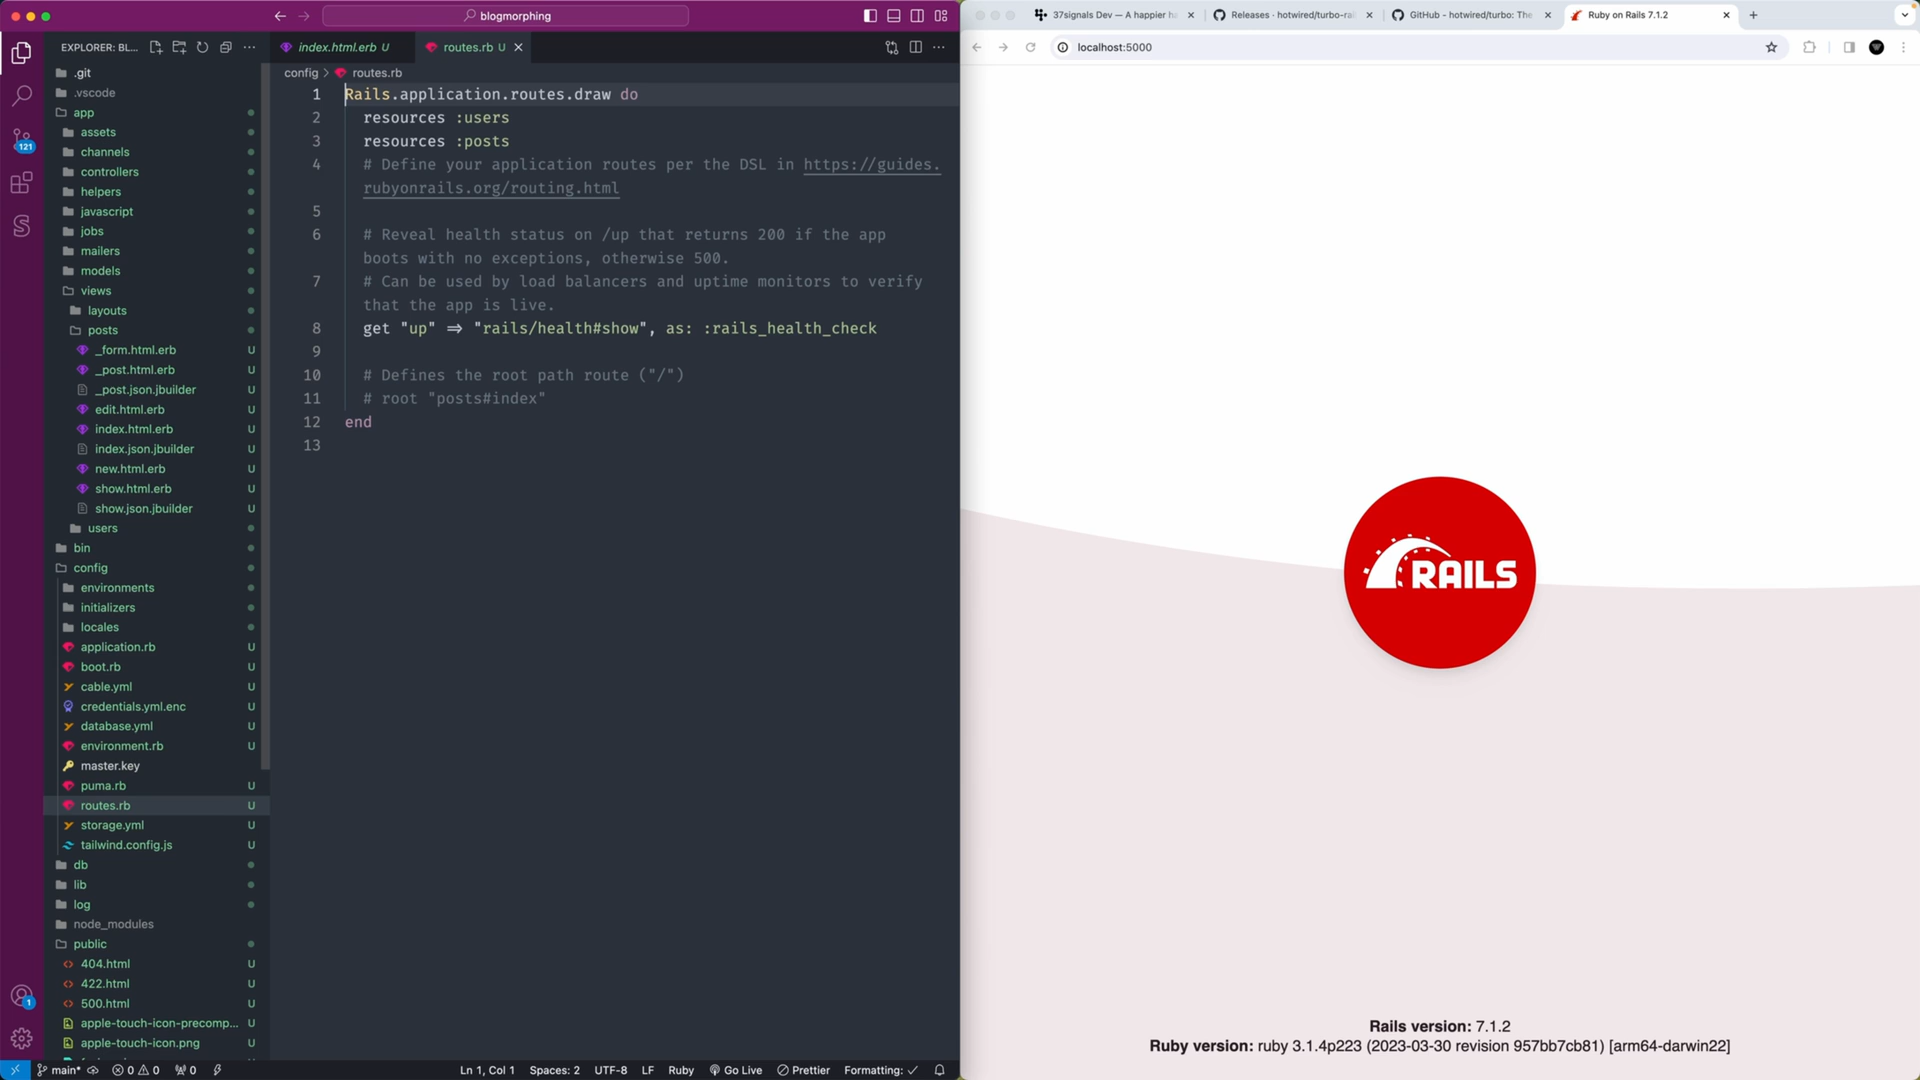 blogmorphing
EXPLORER: BL...
.git
.vscode
app
assets
channels
controllers
helpers
javascript
jobs
mailers
models
views
layouts
posts
_form.html.erb U
_post.html.erb U
_post.json.jbuilder U
edit.html.erb U
index.html.erb U
index.json.jbuilder U
new.html.erb U
show.html.erb U
show.json.jbuilder U
users
bin
config
environments
initializers
locales
application.rb U
boot.rb U
cable.yml U
credentials.yml.enc U
database.yml U
environment.rb U
master.key
puma.rb U
routes.rb U
storage.yml U
tailwind.config.js U
db
lib
log
node_modules
public
404.html U
422.html U
500.html U
apple-touch-icon-precomp... U
apple-touch-icon.png U
121
1
index.html.erb U
routes.rb U
config > routes.rb
1 Rails.application.routes.draw do
2 resources :users
3 resources :posts
4 # Define your application routes per the DSL in https://guides.
rubyonrails.org/routing.html
5
6 # Reveal health status on /up that returns 200 if the app
boots with no exceptions, otherwise 500.
7 # Can be used by load balancers and uptime monitors to verify
that the app is live.
8 get "up" => "rails/health#show", as: :rails_health_check
9
10 # Defines the root path route ("/")
11 # root "posts#index"
12 end
13
main* 0 0 0
Ln 1, Col 1 Spaces: 2 UTF-8 LF Ruby Go Live Prettier Formatting:
37signals Dev — A happier ha
Releases · hotwired/turbo-rai
GitHub - hotwired/turbo: The
Ruby on Rails 7.1.2
localhost:5000
RAILS
Rails version: 7.1.2
Ruby version: ruby 3.1.4p223 (2023-03-30 revision 957bb7cb81) [arm64-darwin22]